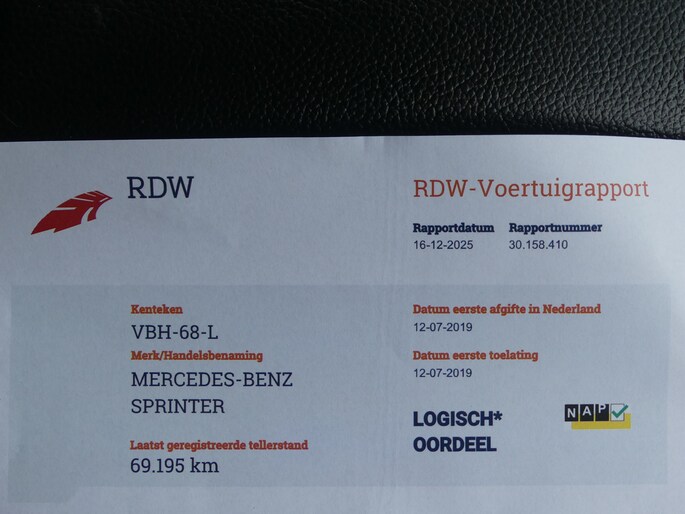 RDW
RDW-Voertuigrapport
Rapportdatum Rapportnummer
16-12-2025 30.158.410
Kenteken
VBH-68-L
Merk/Handelsbenaming
MERCEDES-BENZ
SPRINTER
Laatst geregistreerde tellerstand
69.195 km
Datum eerste afgifte in Nederland
12-07-2019
Datum eerste toelating
12-07-2019
LOGISCH*
OORDEEL
NAP